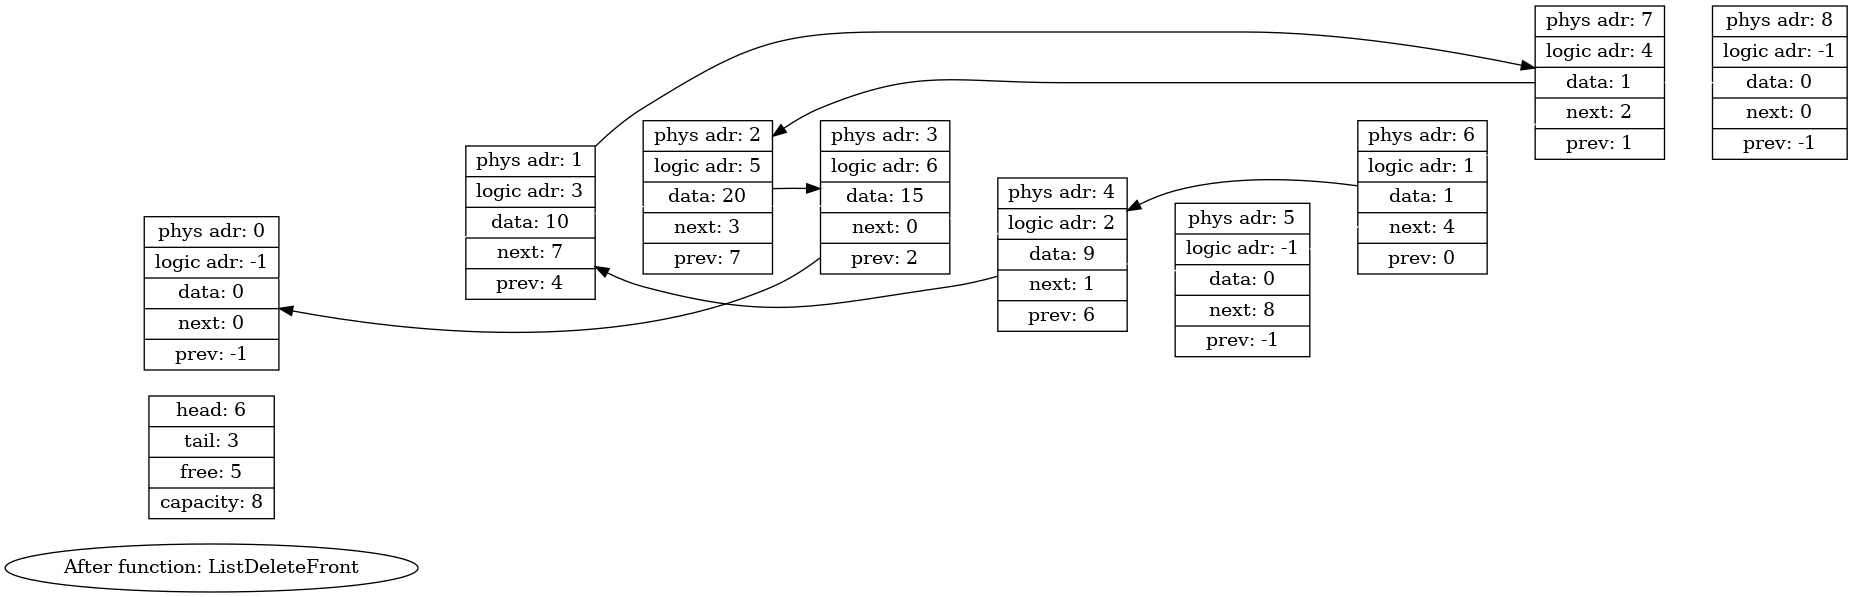 phys adr: 0
logic adr: -1
data: 0
next: 0
prev: -1
head: 6
tail: 3
free: 5
capacity: 8
After function: ListDeleteFront
phys adr: 1
logic adr: 3
data: 10
next: 7
prev: 4
phys adr: 2
logic adr: 5
data: 20
next: 3
prev: 7
phys adr: 3
logic adr: 6
data: 15
next: 0
prev: 2
phys adr: 4
logic adr: 2
data: 9
next: 1
prev: 6
phys adr: 5
logic adr: -1
data: 0
next: 8
prev: -1
phys adr: 6
logic adr: 1
data: 1
next: 4
prev: 0
phys adr: 7
logic adr: 4
data: 1
next: 2
prev: 1
phys adr: 8
logic adr: -1
data: 0
next: 0
prev: -1